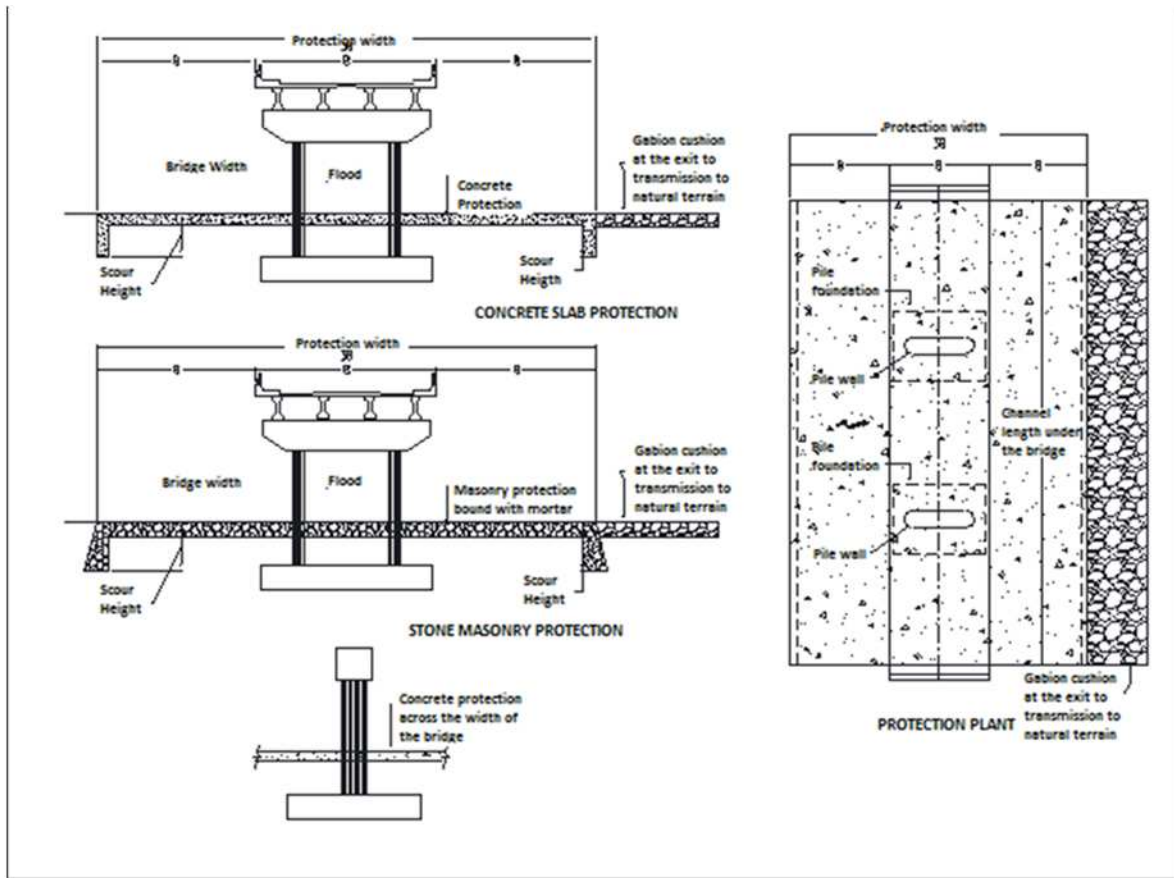 Protection width
Bridge Width
Flood
Concrete
Protection
Gabion cushion
at the exit to
transmission to
natural terrain
Scour
Height
Scour
Heigth
CONCRETE SLAB PROTECTION
Protection width
Bridge width
Flood
Masonry protection
bound with mortar
Gabion cushion
at the exit to
transmission to
natural terrain
Scour
Height
Scour
Height
STONE MASONRY PROTECTION
Concrete protection
across the width of
the bridge
Protection width
Pile
foundation
Pile wall
Channel
length under
the bridge
Pile
foundation
Pile wall
Gabion cushion
at the exit to
transmission to
natural terrain
PROTECTION PLANT